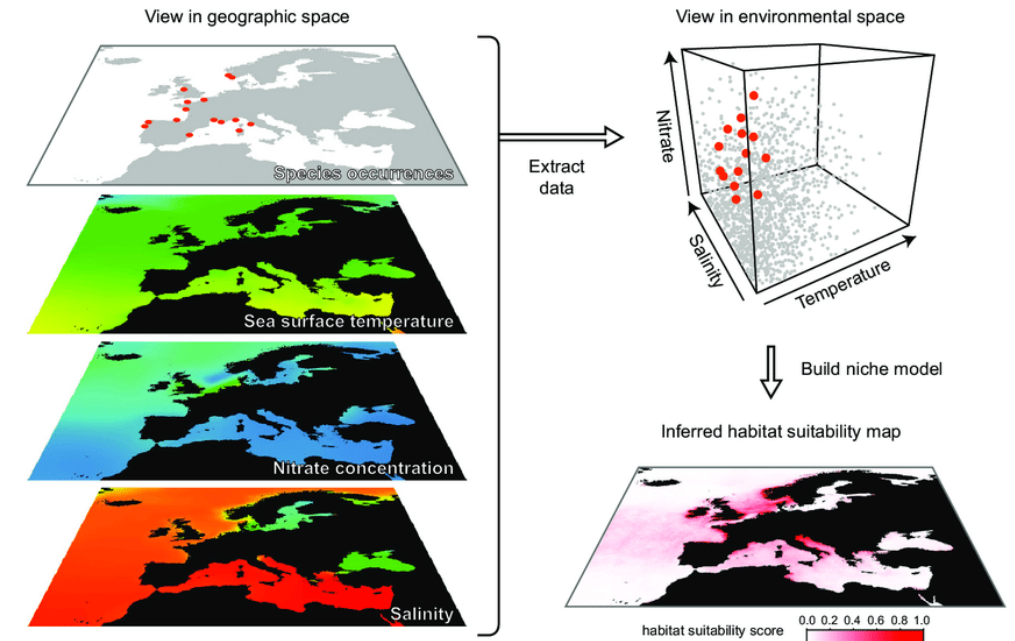 View in geographic space
Species occurrences
Sea surface temperature
Nitrate concentration
Salinity
Extract
data
View in environmental space
Nitrate
Salinity
Temperature
Build niche model
Inferred habitat suitability map
habitat suitability score
0.0 0.2 0.4 0.6 0.8 1.0